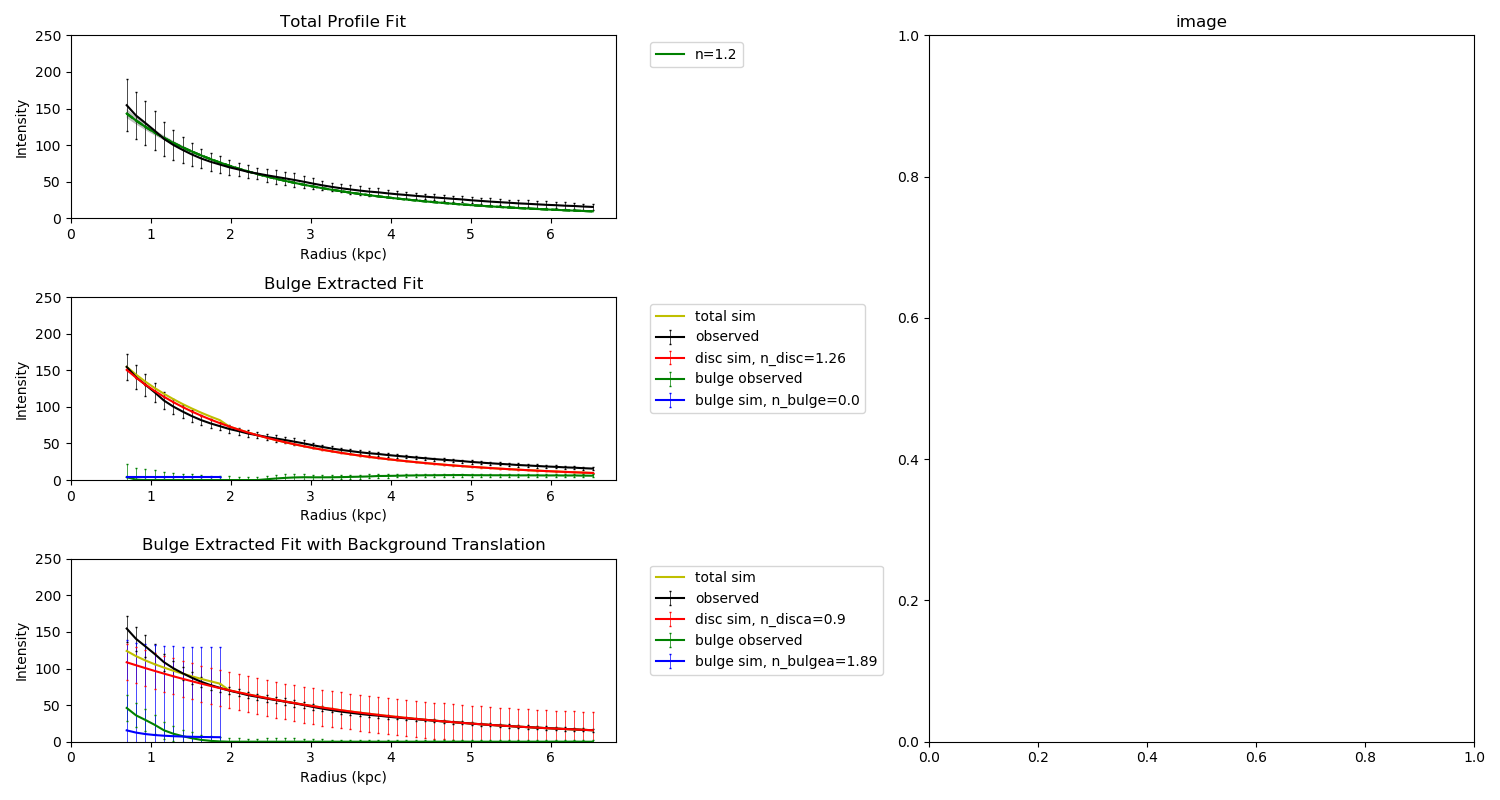 Total Profile Fit
250
200
150
100
50
0
Intensity
0 1 2 3 4 5 6
Radius (kpc)
n=1.2
Bulge Extracted Fit
250
200
150
100
50
0
Intensity
0 1 2 3 4 5 6
Radius (kpc)
total sim
observed
disc sim, n_disc=1.26
bulge observed
bulge sim, n_bulge=0.0
Bulge Extracted Fit with Background Translation
250
200
150
100
50
0
Intensity
0 1 2 3 4 5 6
Radius (kpc)
total sim
observed
disc sim, n_disca=0.9
bulge observed
bulge sim, n_bulgea=1.89
image
1.0
0.8
0.6
0.4
0.2
0.0
0.0 0.2 0.4 0.6 0.8 1.0